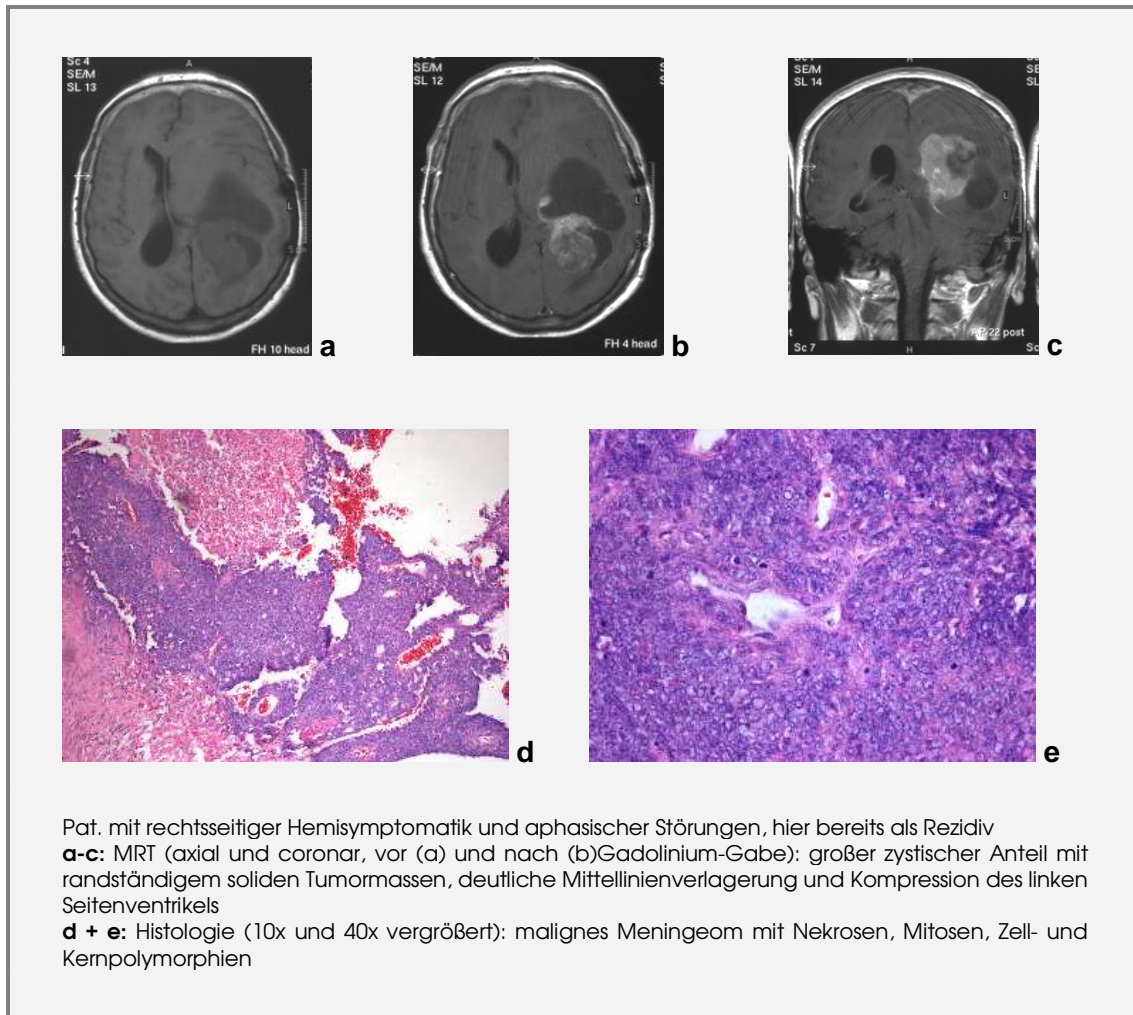 Sc 4
SE/M
SL 13
A
L
FH 10 head
a
SE/M
SL 12
L
FH 4 head
b
SE/M
SL 14
H
L
AP 22 post
Sc 7
H
Sc
c
d
e
Pat. mit rechtsseitiger Hemisymptomatik und aphasischer Störungen, hier bereits als Rezidiv
a-c: MRT (axial und coronar, vor (a) und nach (b)Gadolinium-Gabe): großer zystischer Anteil mit
randständigem soliden Tumormassen, deutliche Mittellinienverlagerung und Kompression des linken
Seitenventrikels
d + e: Histologie (10x und 40x vergrößert): malignes Meningeom mit Nekrosen, Mitosen, Zell- und
Kernpolymorphien